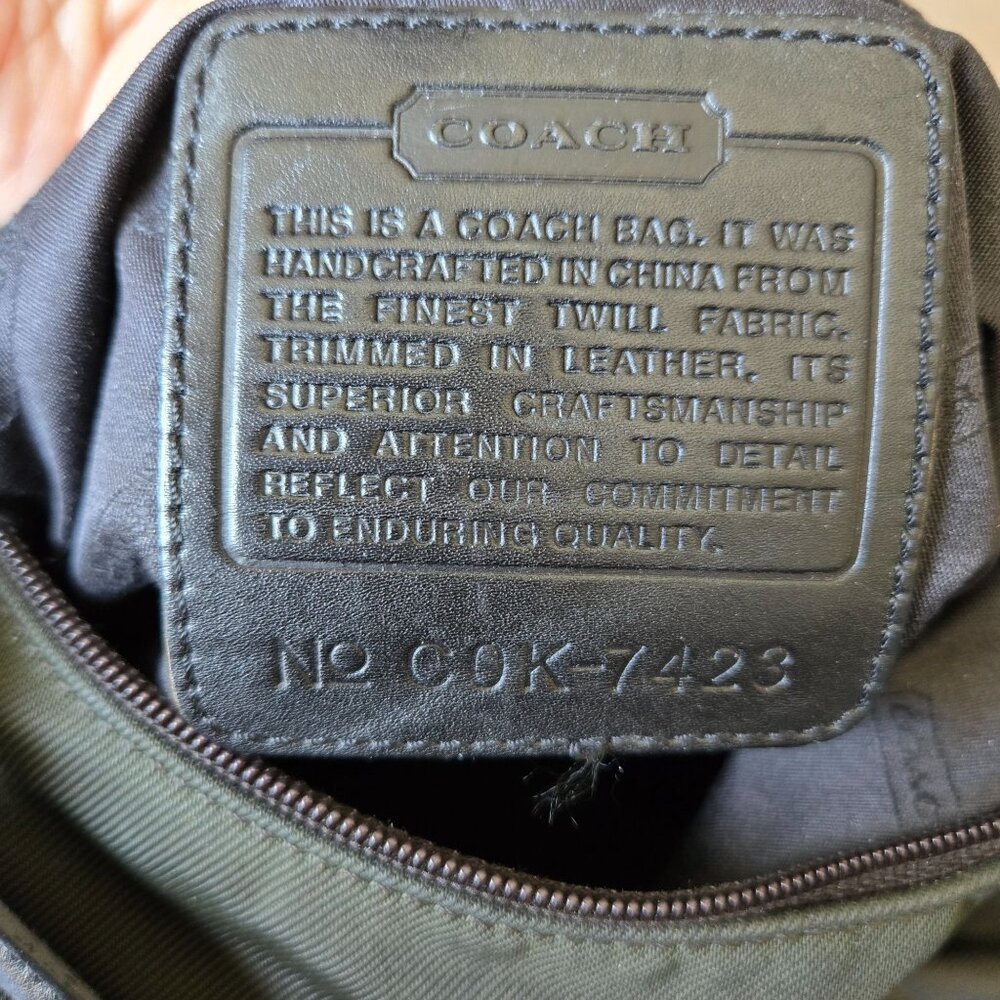 COACH
THIS IS A COACH BAG. IT WAS
HANDCRAFTED IN CHINA FROM
THE FINEST TWILL FABRIC.
TRIMMED IN LEATHER. ITS
SUPERIOR CRAFTSMANSHIP
AND ATTENTION TO DETAIL
REFLECT OUR COMMITMENT
TO ENDURING QUALITY.
No C0K-7423
Coach